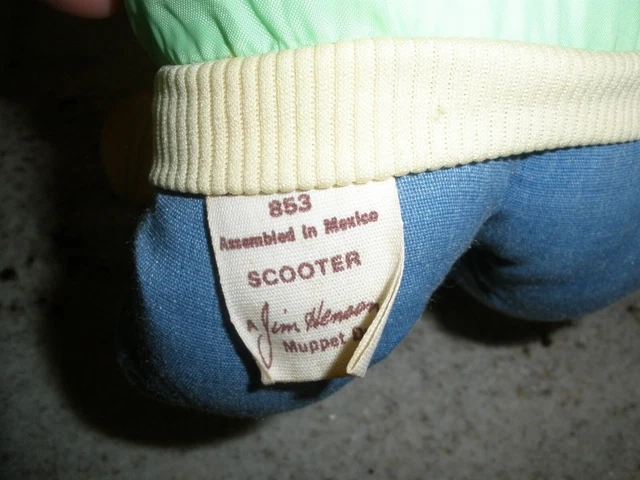 853
Assembled in Mexico
SCOOTER
A Jim Henson
Muppet